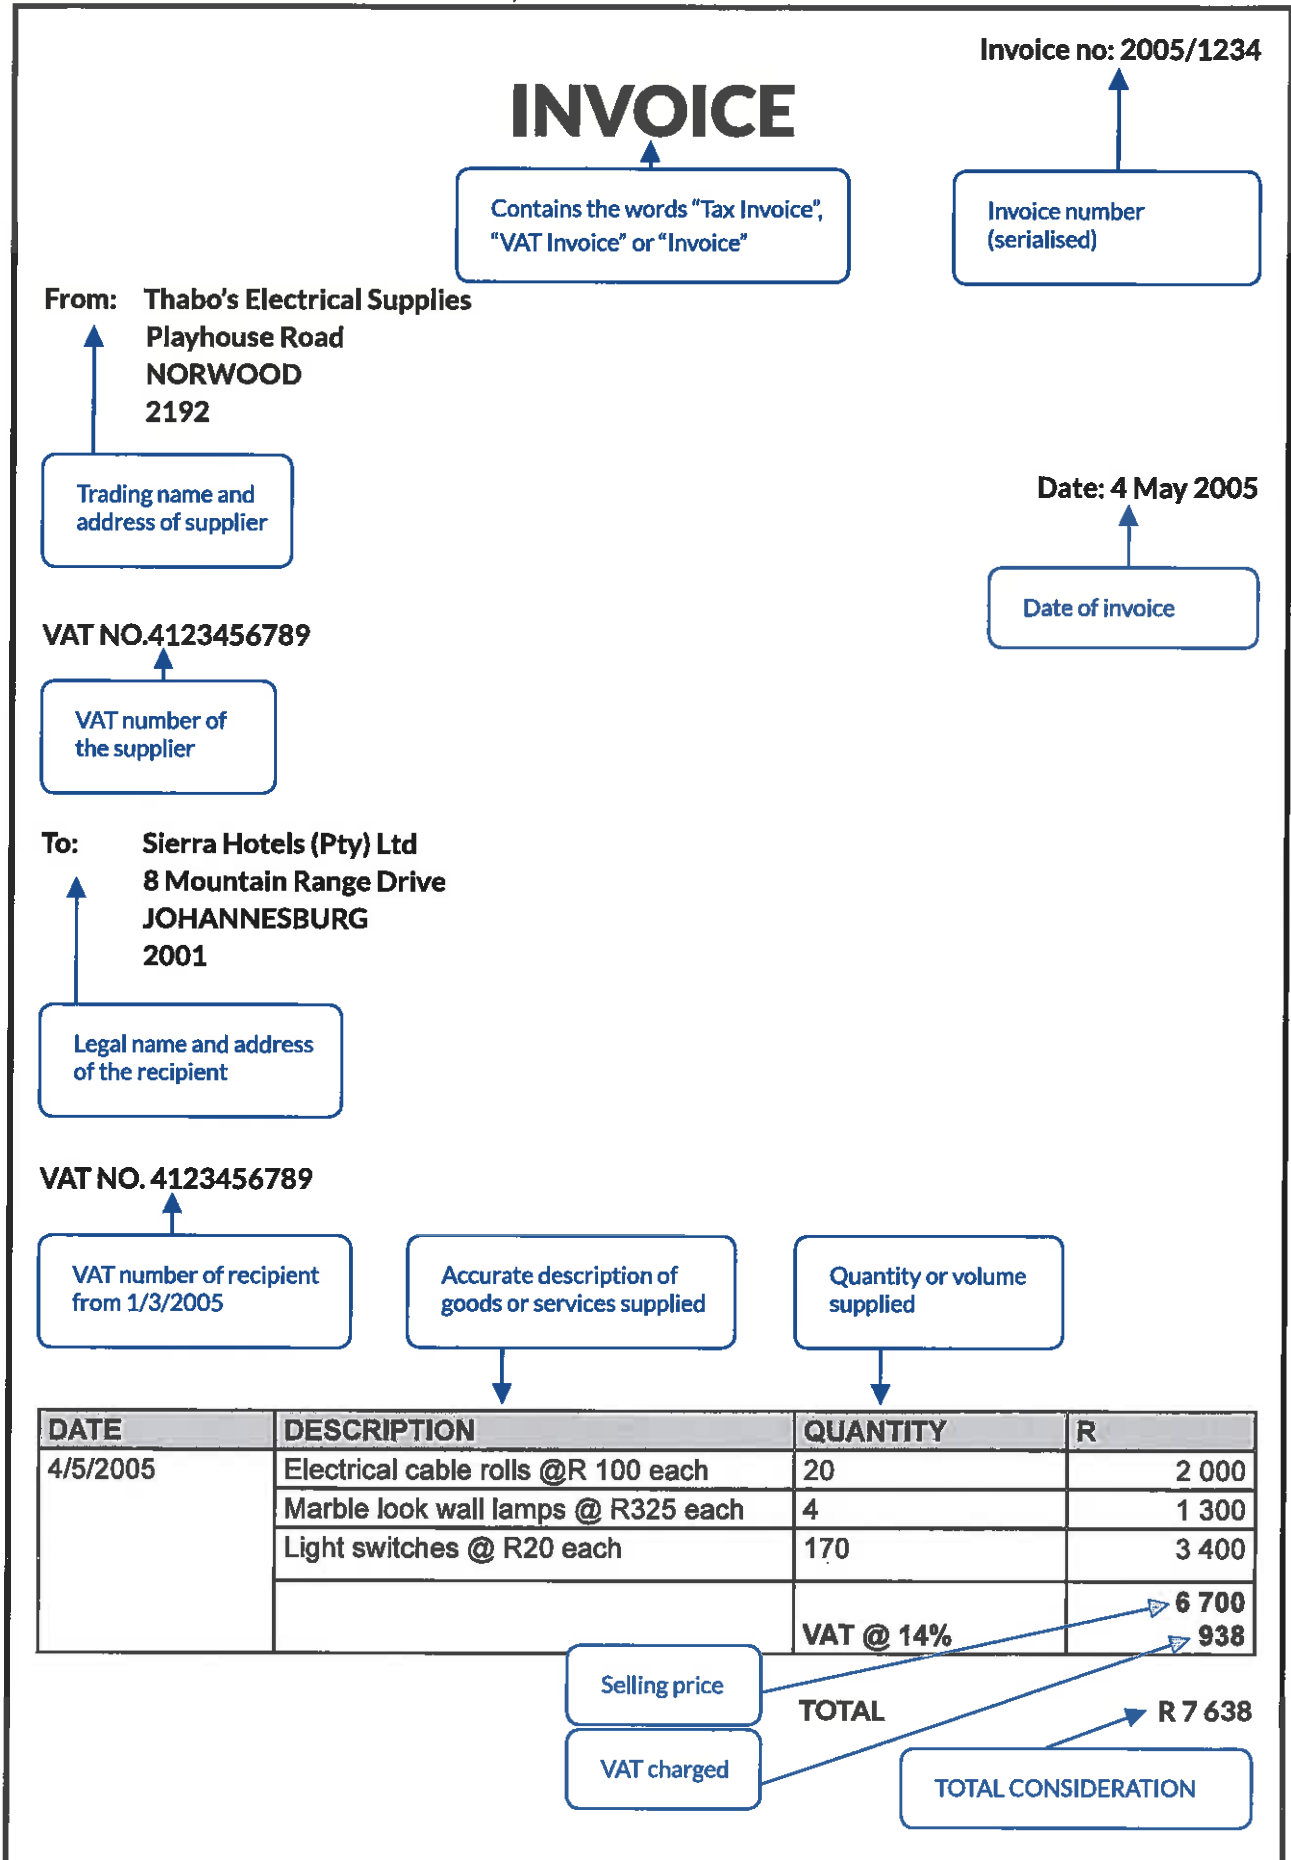 Invoice no: 2005/1234
INVOICE
Contains the words "Tax Invoice",
"VAT Invoice" or "Invoice"
Invoice number
(serialised)
From: Thabo's Electrical Supplies
Playhouse Road
NORWOOD
2192
Trading name and
address of supplier
Date: 4 May 2005
Date of invoice
VAT NO.4123456789
VAT number of
the supplier
To: Sierra Hotels (Pty) Ltd
8 Mountain Range Drive
JOHANNESBURG
2001
Legal name and address
of the recipient
VAT NO. 4123456789
VAT number of recipient
from 1/3/2005
Accurate description of
goods or services supplied
Quantity or volume
supplied
DATE DESCRIPTION QUANTITY R
4/5/2005 Electrical cable rolls @R 100 each 20 2 000
Marble look wall lamps @ R325 each 4 1 300
Light switches @ R20 each 170 3 400
6 700
VAT @ 14% 938
Selling price
TOTAL R 7 638
VAT charged
TOTAL CONSIDERATION